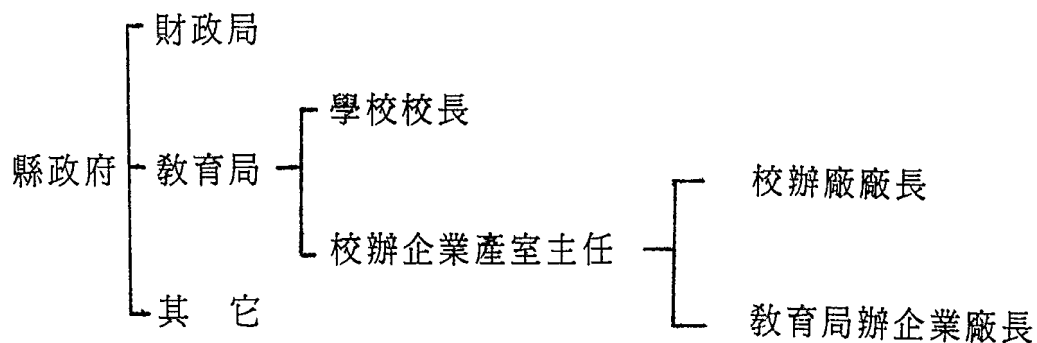 財政局
學校校長
縣政府
教育局
校辦廠廠長
校辦企業產室主任
其 它
教育局辦企業廠長